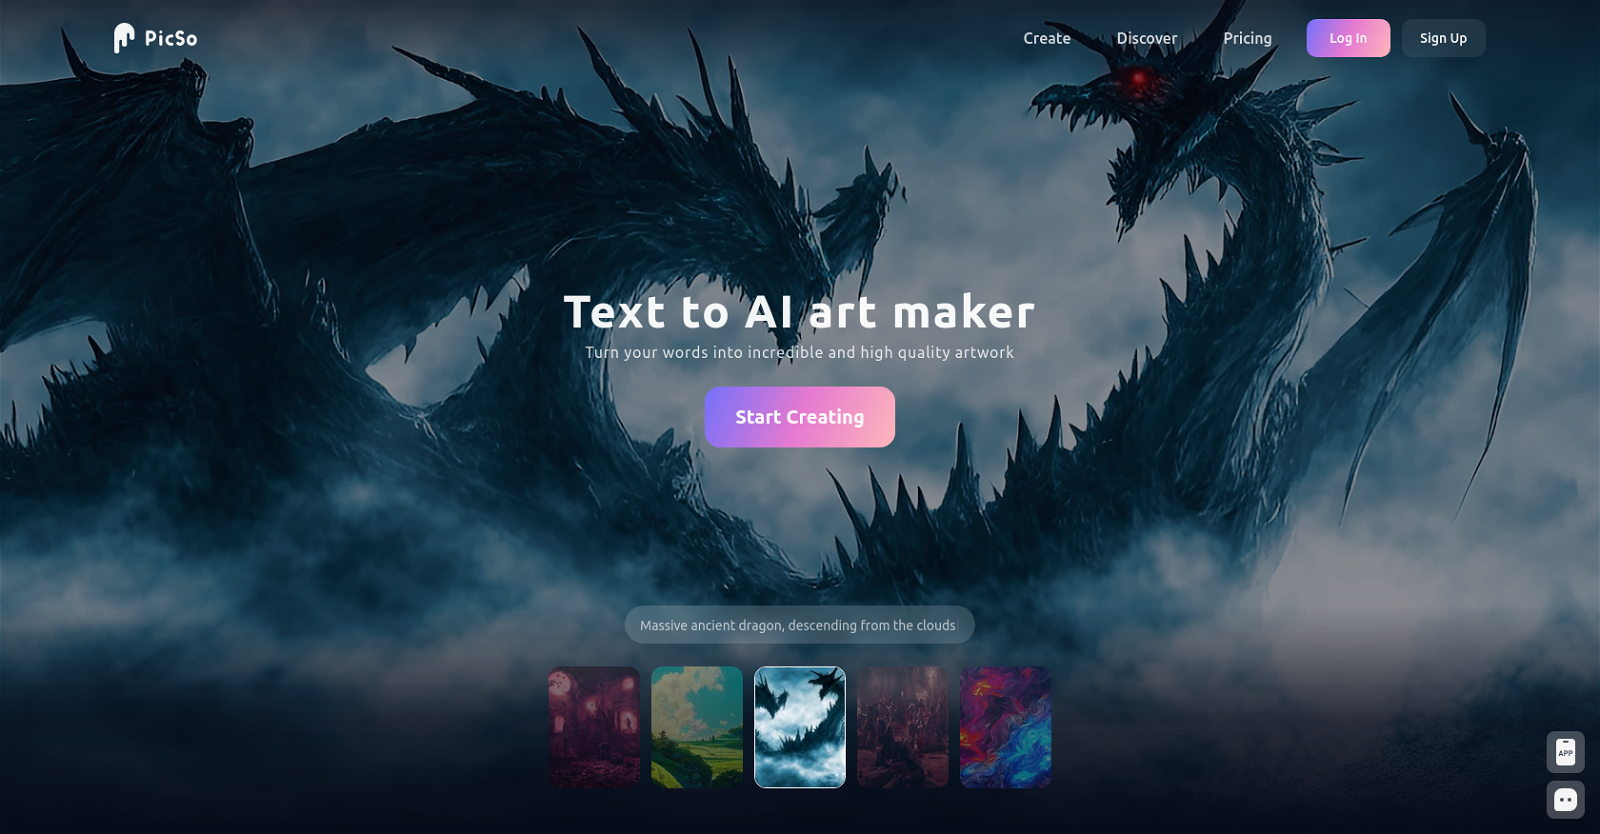 PicSo
Create
Discover
Pricing
Log In
Sign Up
Text to AI art maker
Turn your words into incredible and high quality artwork
Start Creating
Massive ancient dragon, descending from the clouds
APP